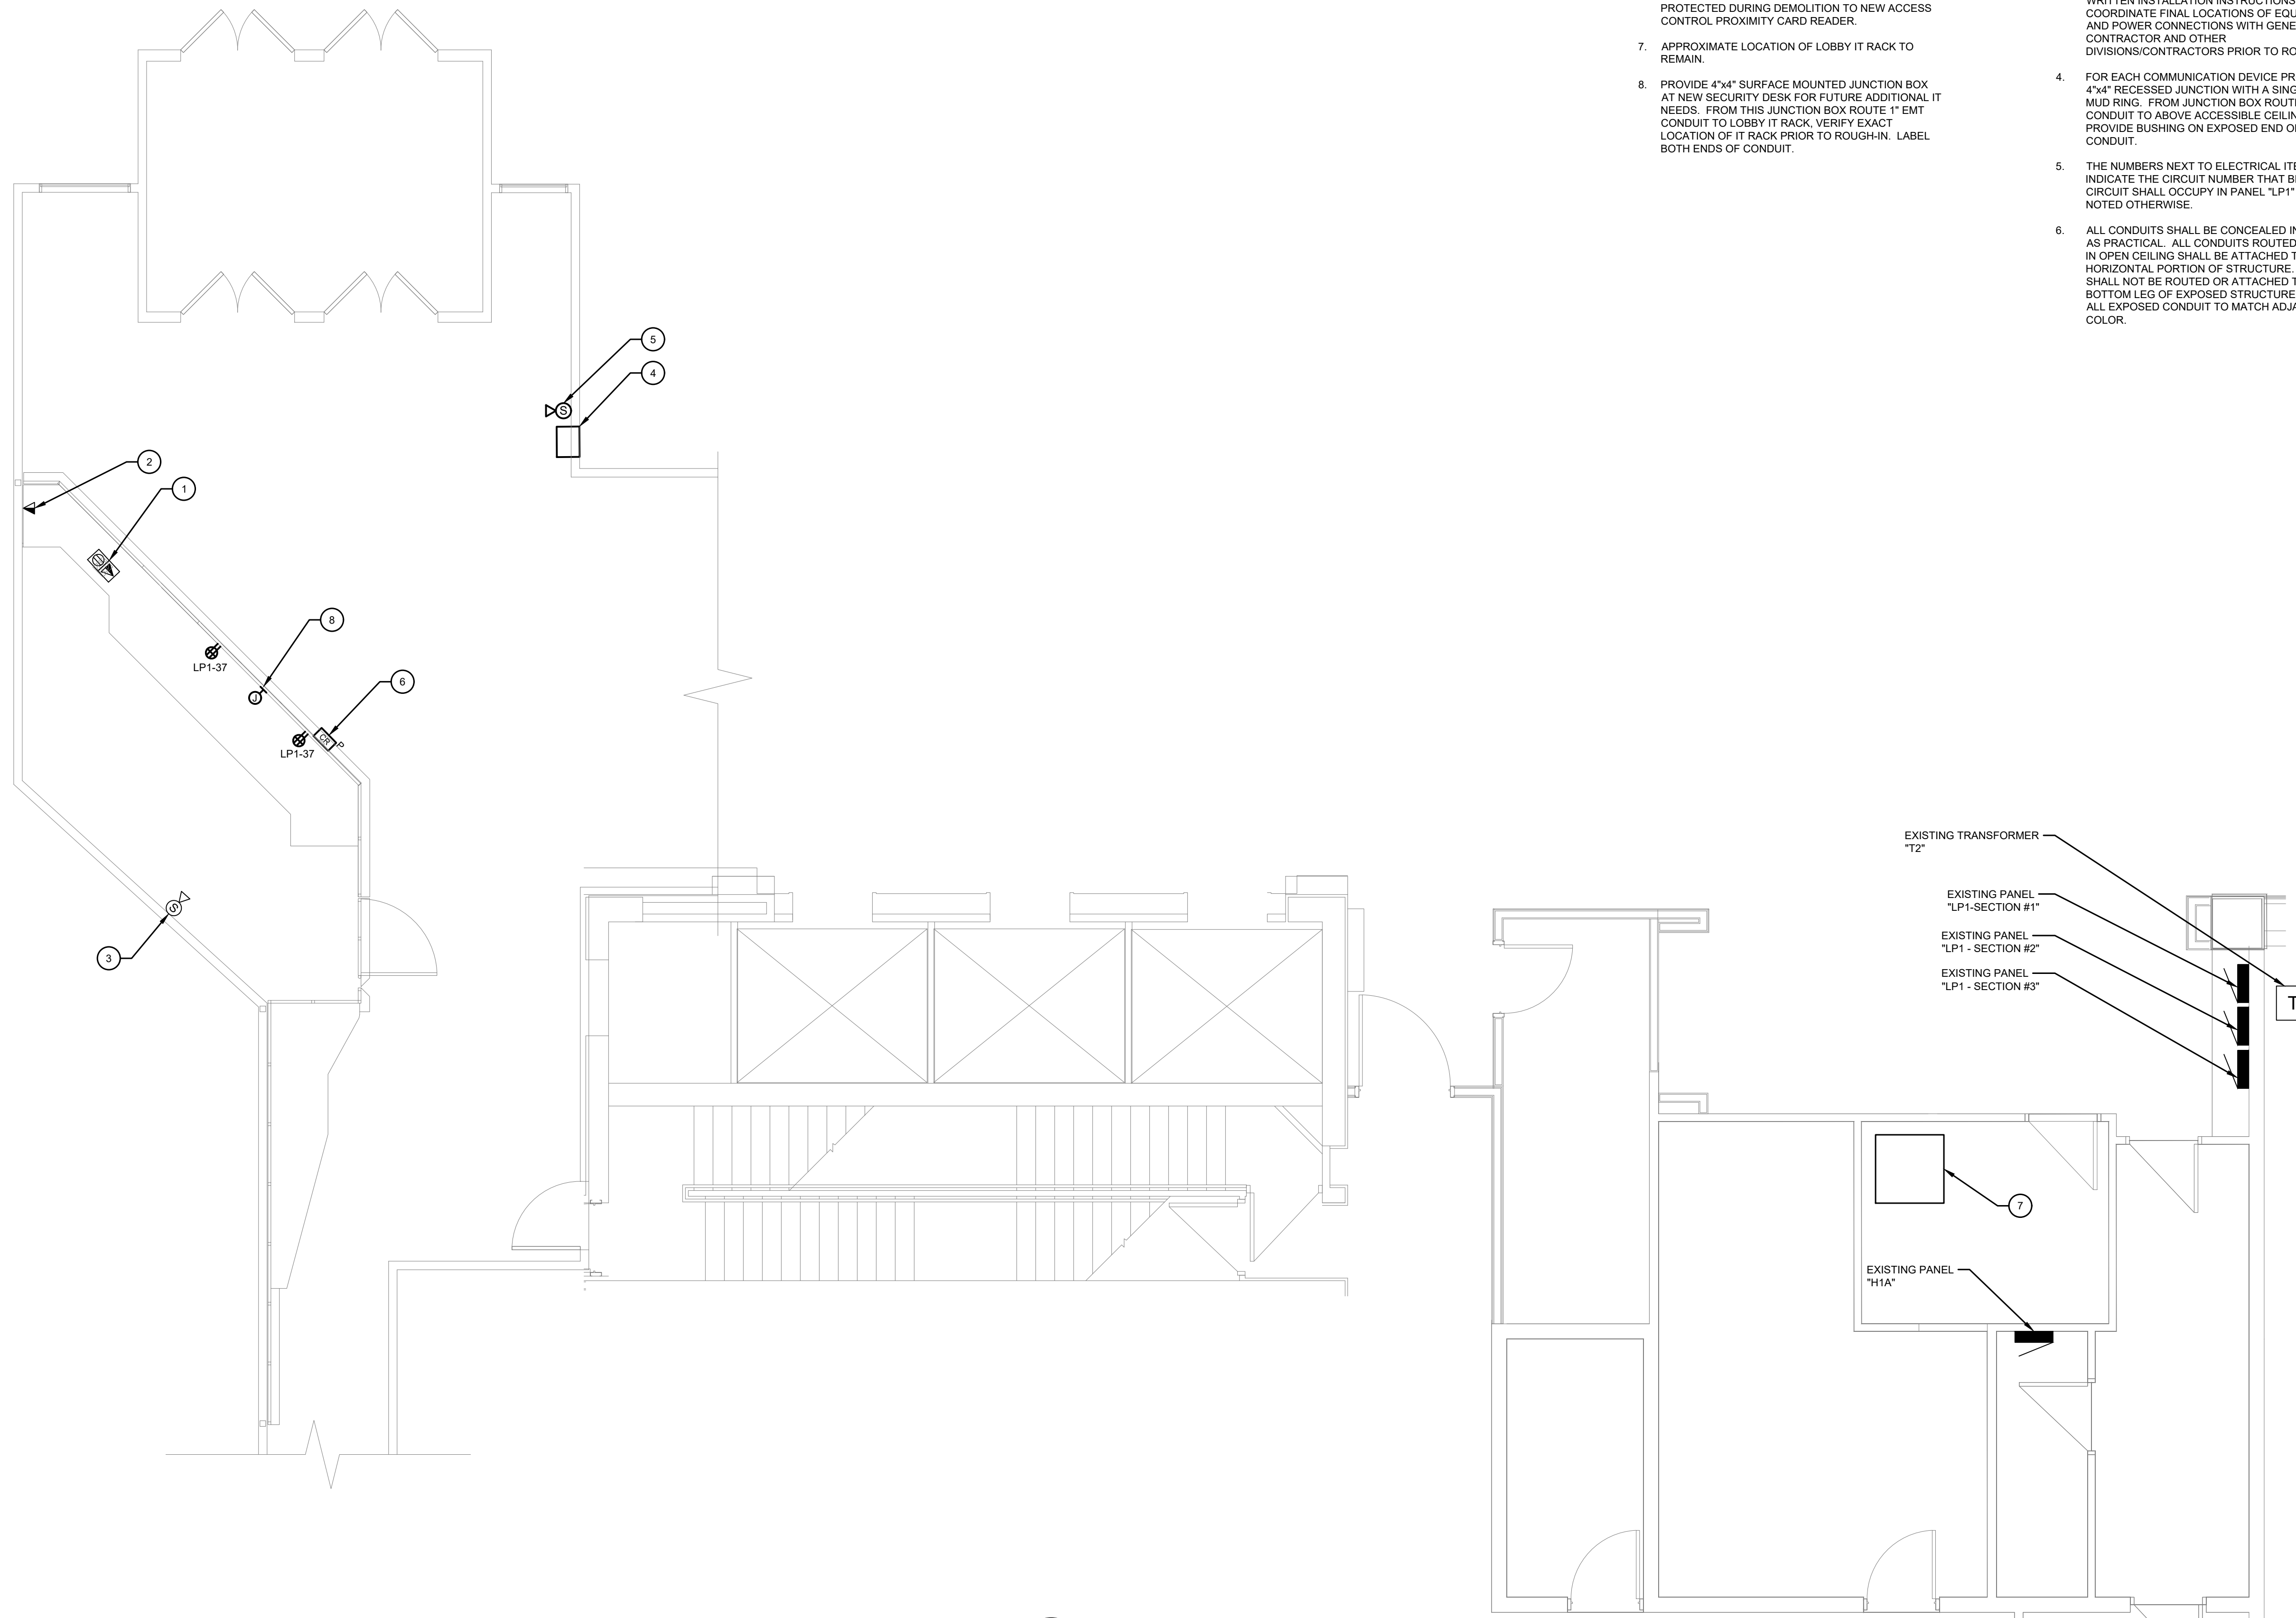 PROTECTED DURING DEMOLITION TO NEW ACCESS
CONTROL PROXIMITY CARD READER.
7. APPROXIMATE LOCATION OF LOBBY IT RACK TO
REMAIN.
8. PROVIDE 4"x4" SURFACE MOUNTED JUNCTION BOX
AT NEW SECURITY DESK FOR FUTURE ADDITIONAL IT
NEEDS. FROM THIS JUNCTION BOX ROUTE 1" EMT
CONDUIT TO LOBBY IT RACK, VERIFY EXACT
LOCATION OF IT RACK PRIOR TO ROUGH-IN. LABEL
BOTH ENDS OF CONDUIT.
WRITTEN INSTALLATION INSTRUCTIONS
COORDINATE FINAL LOCATIONS OF
AND POWER CONNECTIONS WITH
CONTRACTOR AND OTHER
DIVISIONS/CONTRACTORS PRIOR TO
4. FOR EACH COMMUNICATION DEVICE
4"x4" RECESSED JUNCTION WITH A
MUD RING. FROM JUNCTION BOX
CONDUIT TO ABOVE ACCESSIBLE
PROVIDE BUSHING ON EXPOSED END
CONDUIT.
5. THE NUMBERS NEXT TO ELECTRICAL
INDICATE THE CIRCUIT NUMBER THAT
CIRCUIT SHALL OCCUPY IN PANEL "LP1"
NOTED OTHERWISE.
6. ALL CONDUITS SHALL BE CONCEALED
AS PRACTICAL. ALL CONDUITS ROUTED
IN OPEN CEILING SHALL BE ATTACHED
HORIZONTAL PORTION OF STRUCTURE.
SHALL NOT BE ROUTED OR ATTACHED
BOTTOM LEG OF EXPOSED STRUCTURE
ALL EXPOSED CONDUIT TO MATCH
COLOR.
5
4
S
2
1
8
LP1-37
J
6
CR
P
LP1-37
S
3
EXISTING TRANSFORMER
"T2"
EXISTING PANEL
"LP1-SECTION #1"
EXISTING PANEL
"LP1 - SECTION #2"
EXISTING PANEL
"LP1 - SECTION #3"
T
7
EXISTING PANEL
"H1A"